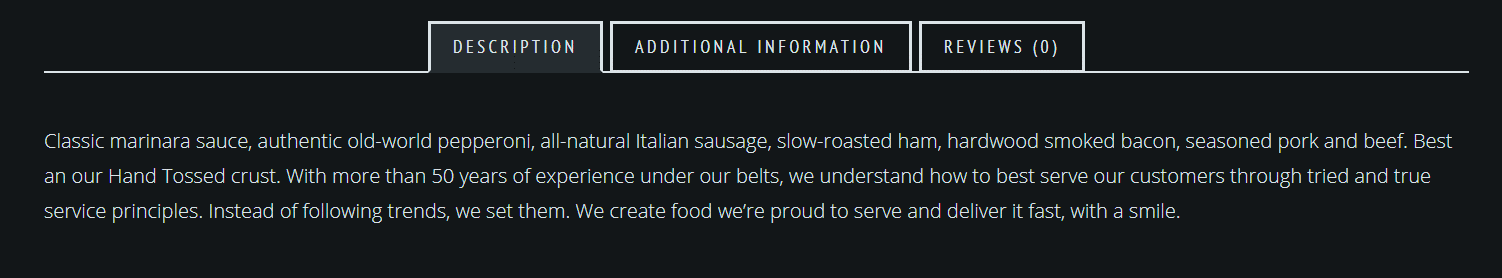 DESCRIPTION ADDITIONAL INFORMATION REVIEWS (0)
Classic marinara sauce, authentic old-world pepperoni, all-natural Italian sausage, slow-roasted ham, hardwood smoked bacon, seasoned pork and beef. Best
an our Hand Tossed crust. With more than 50 years of experience under our belts, we understand how to best serve our customers through tried and true
service principles. Instead of following trends, we set them. We create food we’re proud to serve and deliver it fast, with a smile.